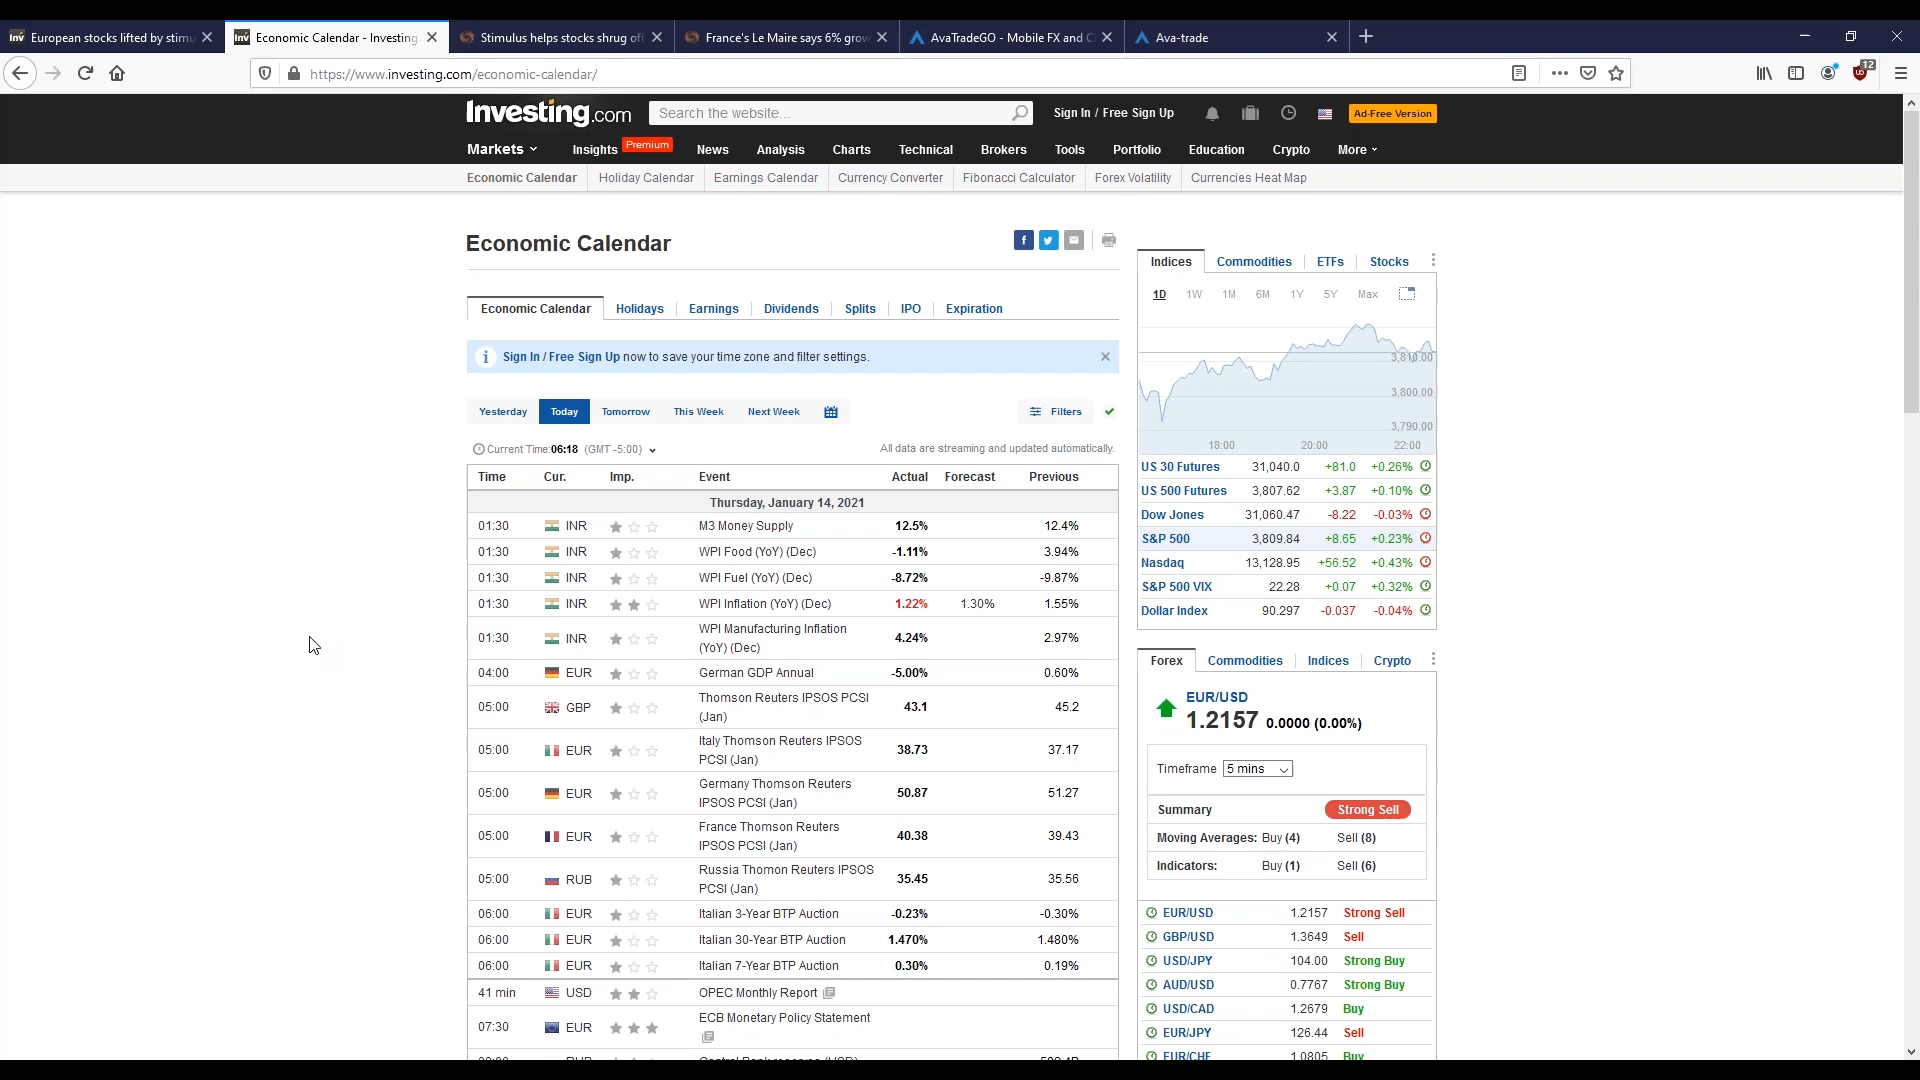 European stocks lifted by stimu
Economic Calendar - Investing.
Stimulus helps stocks shrug off
France's Le Maire says 6% grow
AvaTradeGO - Mobile FX and C
Ava-trade
https://www.investing.com/economic-calendar/
12
Investing.com
Search the website...
Sign In / Free Sign Up
Ad-Free Version
Markets
Insights
Premium
News
Analysis
Charts
Technical
Brokers
Tools
Portfolio
Education
Crypto
More
Economic Calendar
Holiday Calendar
Earnings Calendar
Currency Converter
Fibonacci Calculator
Forex Volatility
Currencies Heat Map
Economic Calendar
Economic Calendar
Holidays
Earnings
Dividends
Splits
IPO
Expiration
Sign In / Free Sign Up now to save your time zone and filter settings.
Yesterday
Today
Tomorrow
This Week
Next Week
Filters
Current Time:06:18 (GMT -5:00)
All data are streaming and updated automatically.
Time Cur. Imp. Event Actual Forecast Previous
Thursday, January 14, 2021
01:30 INR M3 Money Supply 12.5% 12.4%
01:30 INR WPI Food (YoY) (Dec) -1.11% 3.94%
01:30 INR WPI Fuel (YoY) (Dec) -8.72% -9.87%
01:30 INR WPI Inflation (YoY) (Dec) 1.22% 1.30% 1.55%
01:30 INR WPI Manufacturing Inflation
(YoY) (Dec) 4.24% 2.97%
04:00 EUR German GDP Annual -5.00% 0.60%
05:00 GBP Thomson Reuters IPSOS PCSI
(Jan) 43.1 45.2
05:00 EUR Italy Thomson Reuters IPSOS
PCSI (Jan) 38.73 37.17
05:00 EUR Germany Thomson Reuters
IPSOS PCSI (Jan) 50.87 51.27
05:00 EUR France Thomson Reuters
IPSOS PCSI (Jan) 40.38 39.43
05:00 RUB Russia Thomon Reuters IPSOS
PCSI (Jan) 35.45 35.56
06:00 EUR Italian 3-Year BTP Auction -0.23% -0.30%
06:00 EUR Italian 30-Year BTP Auction 1.470% 1.480%
06:00 EUR Italian 7-Year BTP Auction 0.30% 0.19%
41 min USD OPEC Monthly Report
07:30 EUR ECB Monetary Policy Statement
Indices
Commodities
ETFs
Stocks
1D 1W 1M 6M 1Y 5Y Max
3,810.00
3,800.00
3,790.00
18:00 20:00 22:00
US 30 Futures 31,040.0 +81.0 +0.26%
US 500 Futures 3,807.62 +3.87 +0.10%
Dow Jones 31,060.47 -8.22 -0.03%
S&P 500 3,809.84 +8.65 +0.23%
Nasdaq 13,128.95 +56.52 +0.43%
S&P 500 VIX 22.28 +0.07 +0.32%
Dollar Index 90.297 -0.037 -0.04%
Forex
Commodities
Indices
Crypto
EUR/USD
1.2157 0.0000 (0.00%)
Timeframe 5 mins
Summary Strong Sell
Moving Averages: Buy (4) Sell (8)
Indicators: Buy (1) Sell (6)
EUR/USD 1.2157 Strong Sell
GBP/USD 1.3649 Sell
USD/JPY 104.00 Strong Buy
AUD/USD 0.7767 Strong Buy
USD/CAD 1.2679 Buy
EUR/JPY 126.44 Sell
EUR/CHF 1.0805 Buy